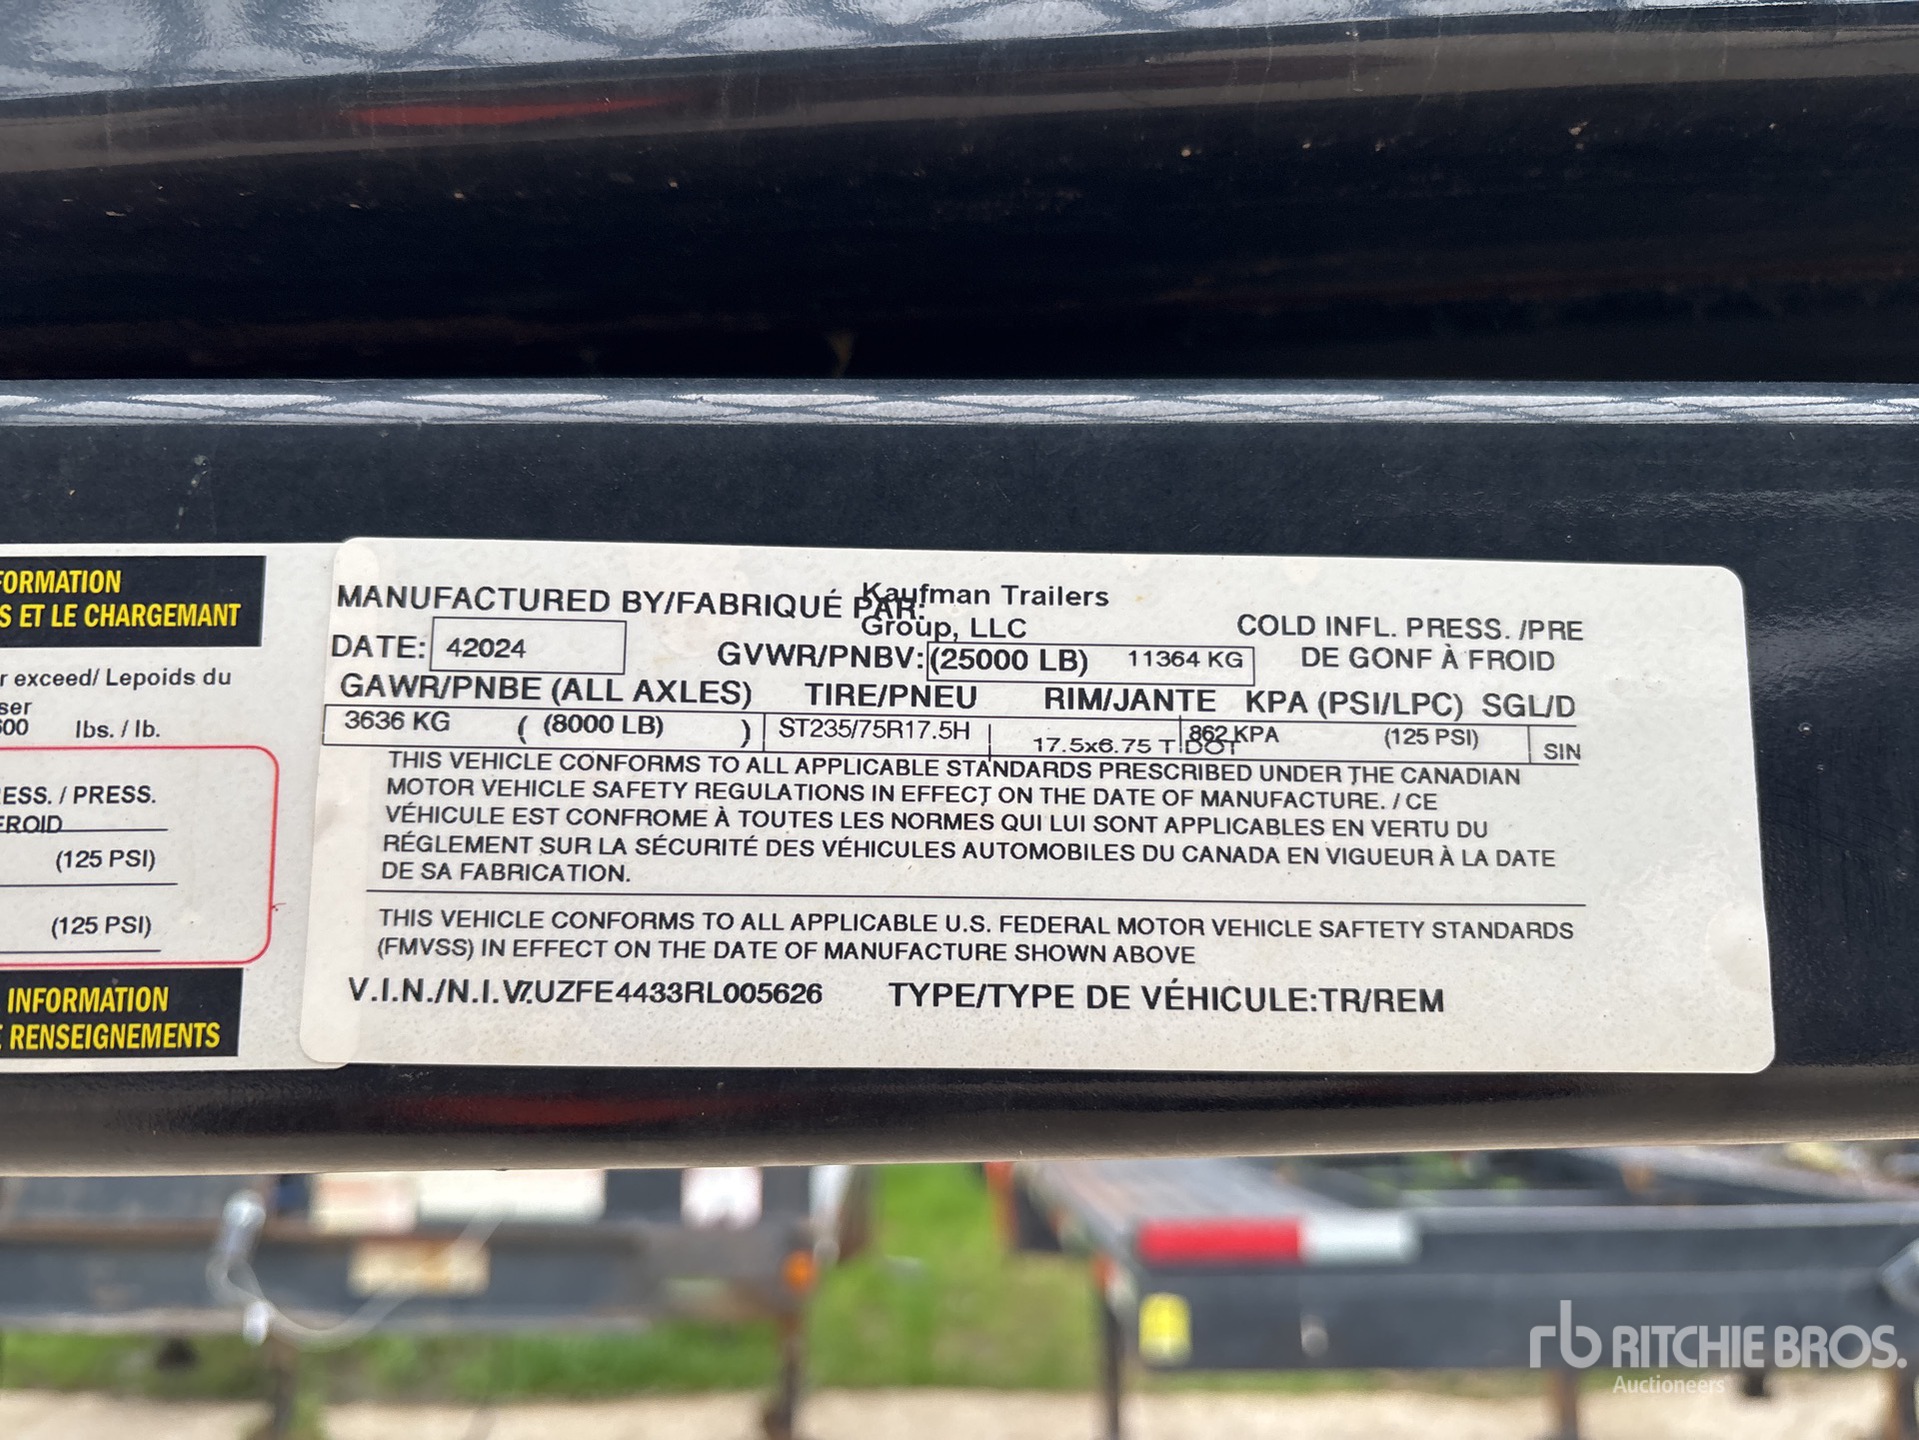 FORMATION
S ET LE CHARGEMANT
r exceed/ Lepoids du
ser
lbs. / lb.
ESS. / PRESS.
FROID
(125 PSI)
(125 PSI)
INFORMATION
RENSEIGNEMENTS
MANUFACTURED BY/FABRIQUÉ PAR: Kaufman Trailers
Group, LLC
DATE: 42024
GVWR/PNBV: (25000 LB) 11364 KG
COLD INFL. PRESS. /PRE
DE GONF À FROID
GAWR/PNBE (ALL AXLES) TIRE/PNEU RIM/JANTE KPA (PSI/LPC) SGL/D
3636 KG ( (8000 LB) ) ST235/75R17.5H 17.5x6.75 T DOT 862 KPA (125 PSI) SIN
THIS VEHICLE CONFORMS TO ALL APPLICABLE STANDARDS PRESCRIBED UNDER THE CANADIAN
MOTOR VEHICLE SAFETY REGULATIONS IN EFFECT ON THE DATE OF MANUFACTURE. / CE
VÉHICULE EST CONFROME À TOUTES LES NORMES QUI LUI SONT APPLICABLES EN VERTU DU
RÉGLEMENT SUR LA SÉCURITÉ DES VÉHICULES AUTOMOBILES DU CANADA EN VIGUEUR À LA DATE
DE SA FABRICATION.
THIS VEHICLE CONFORMS TO ALL APPLICABLE U.S. FEDERAL MOTOR VEHICLE SAFTETY STANDARDS
(FMVSS) IN EFFECT ON THE DATE OF MANUFACTURE SHOWN ABOVE
V.I.N./N.I.V. 7UZFE4433RL005626 TYPE/TYPE DE VÉHICULE:TR/REM
rb RITCHIE BROS.
Auctioneers